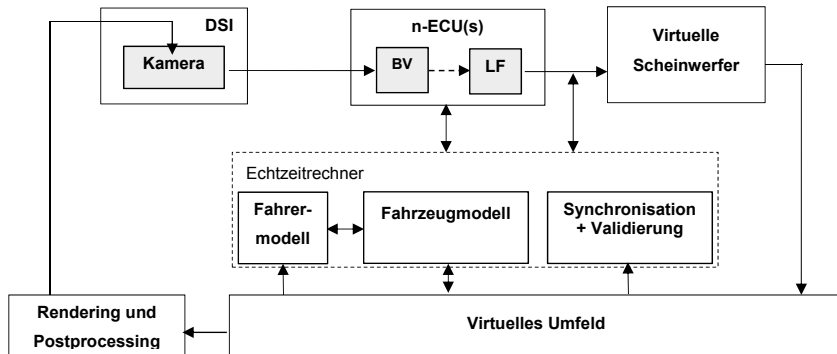 DSI
n-ECU(s)
Kamera
BV
LF
Virtuelle
Scheinwerfer
Echtzeitrechner
Fahrer-
modell
Fahrzeugmodell
Synchronisation
+ Validierung
Rendering und
Postprocessing
Virtuelles Umfeld